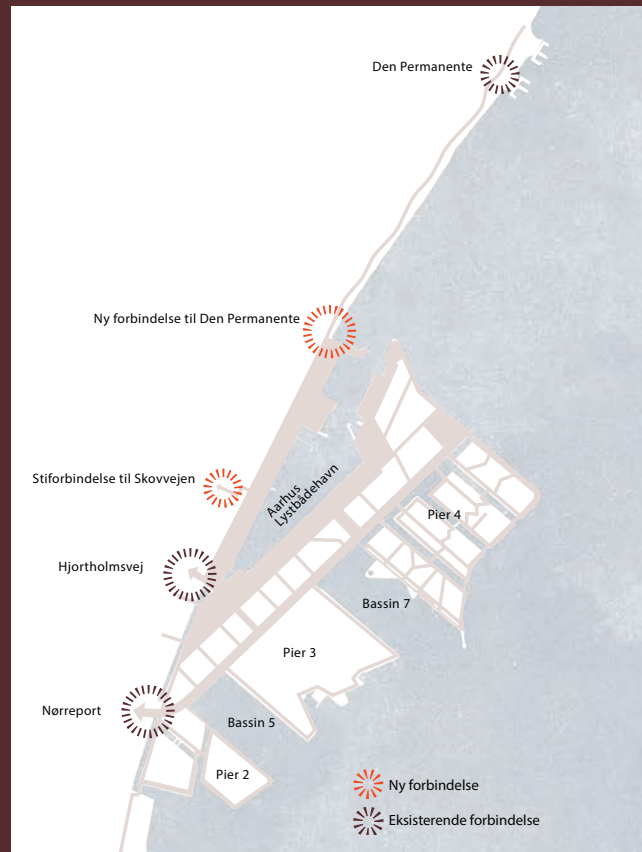 Den Permanente
Ny forbindelse til Den Permanente
Stiforbindelse til Skovvejen
Aarhus
Lystbådehavn
Pier 4
Hjortholmsvej
Bassin 7
Pier 3
Nørreport
Bassin 5
Pier 2
Ny forbindelse
Eksisterende forbindelse